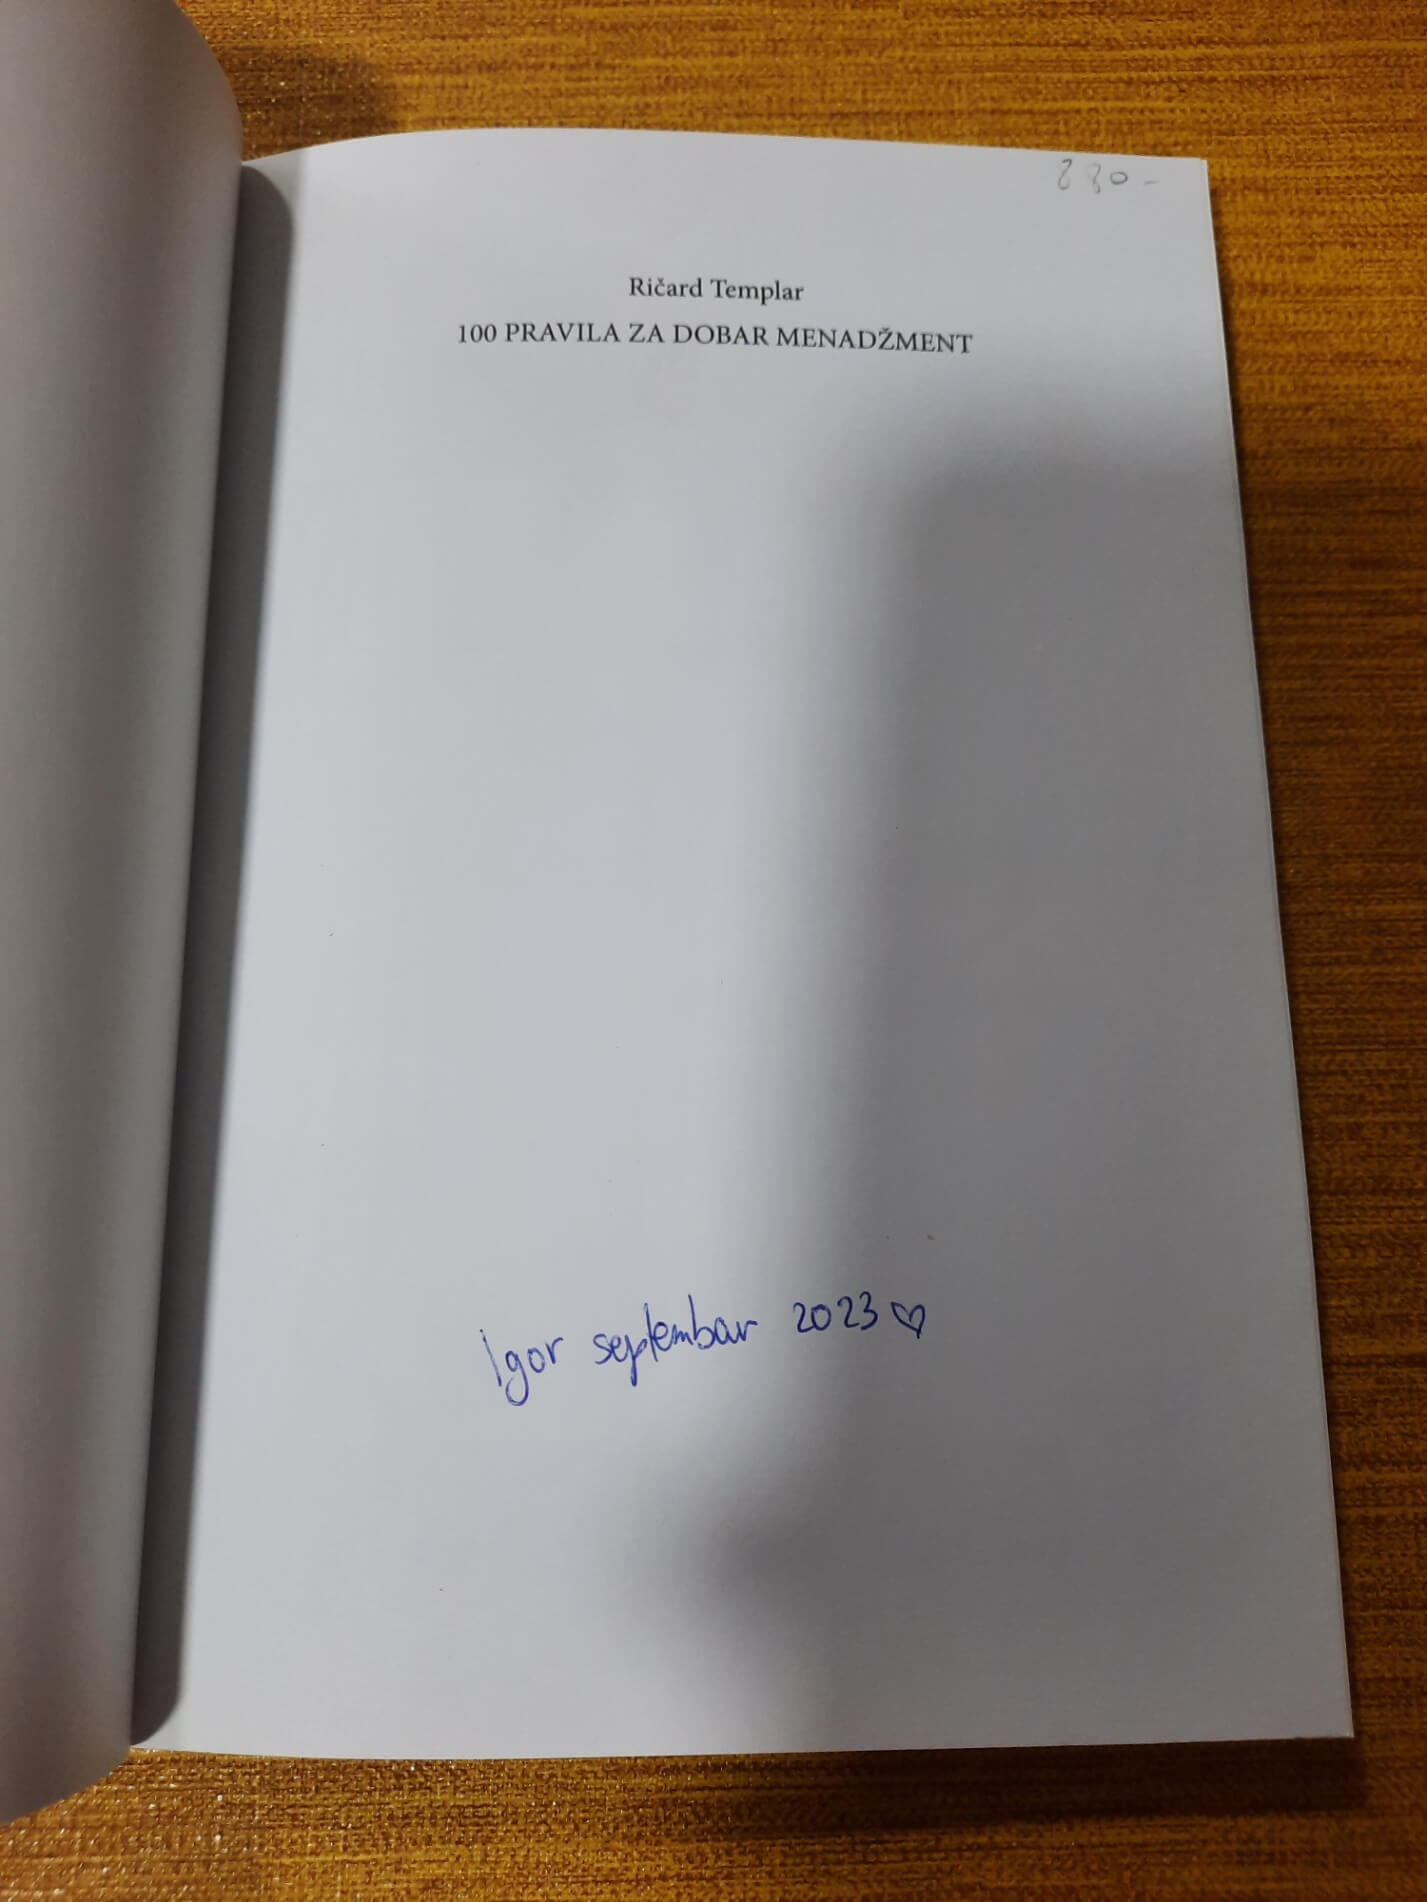 880-
Ričard Templar
100 PRAVILA ZA DOBAR MENADŽMENT
Igor septembar 2023